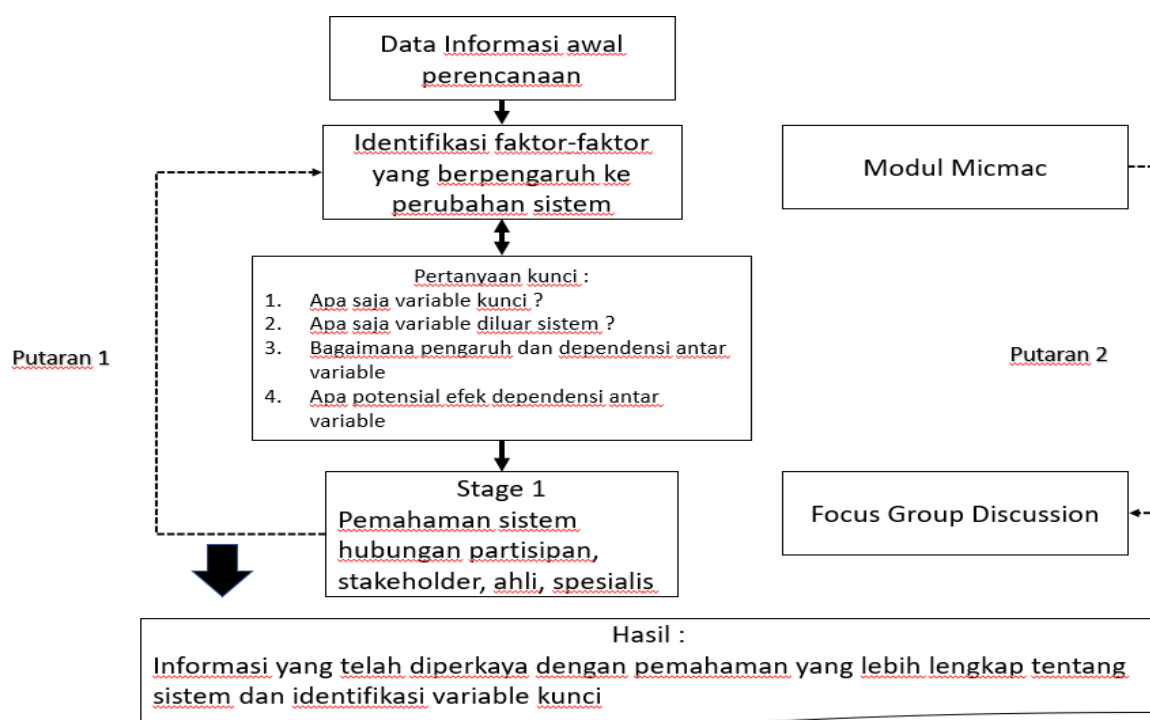 Data Informasi awal
perencanaan
Identifikasi faktor-faktor
yang berpengaruh ke
perubahan sistem
Modul Micmac
Pertanyaan kunci :
1. Apa saja variable kunci ?
2. Apa saja variable diluar sistem ?
3. Bagaimana pengaruh dan dependensi antar
variable
4. Apa potensial efek dependensi antar
variable
Putaran 1
Putaran 2
Stage 1
Pemahaman sistem
hubungan partisipan,
stakeholder, ahli, spesialis
Focus Group Discussion
Hasil :
Informasi yang telah diperkaya dengan pemahaman yang lebih lengkap tentang
sistem dan identifikasi variable kunci